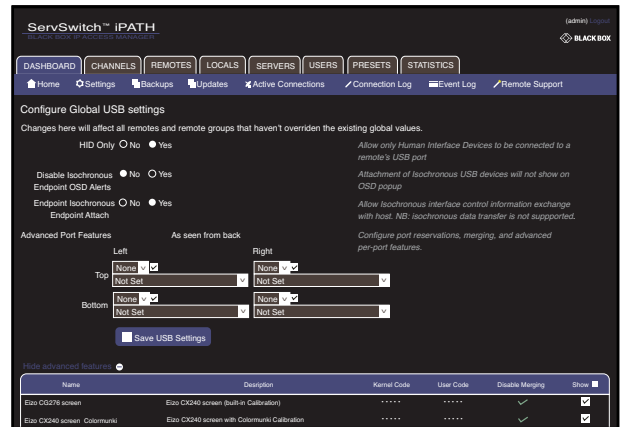 ServSwitch™ iPATH
BLACK BOX IP ACCESS MANAGER
(admin) Logout
BLACK BOX
DASHBOARD CHANNELS REMOTES LOCALS SERVERS USERS PRESETS STATISTICS
Home Settings Backups Updates Active Connections Connection Log Event Log Remote Support
Configure Global USB settings
Changes here will affect all remotes and remote groups that haven't overriden the existing global values.
HID Only No Yes Allow only Human Interface Devices to be connected to a
remote's USB port
Disable Isochronous No Yes Attachment of Isochronous USB devices will not show on
Endpoint OSD Alerts OSD popup
Endpoint Isochronous No Yes Allow Isochronous interface control information exchange
Endpoint Attach with host. NB: isochronous data transfer is not suppported.
Advanced Port Features As seen from back Configure port reservations, merging, and advanced
per-port features.
Left Right
Top None None
Not Set Not Set
Bottom None None
Not Set Not Set
Save USB Settings
Hide advanced features
Name Desription Kernel Code User Code Disable Merging Show
Eizo CG276 screen Eizo CX240 screen (built-in Calibration) ·····  ·····
Eizo CX240 screen Colormunki Eizo CX240 screen with Colormunki Calibration ····· ·····